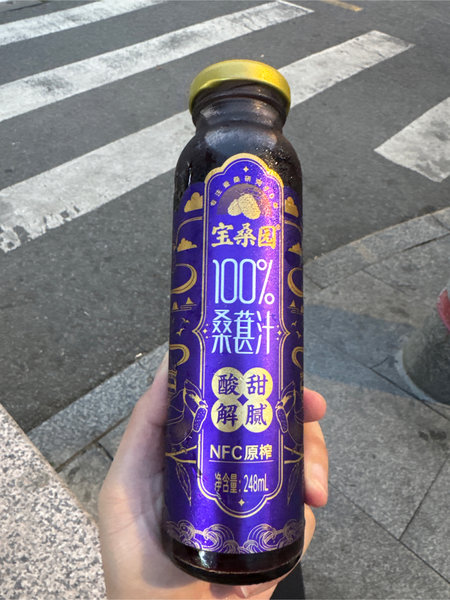 宝桑园
100%
桑葚汁
酸甜
解腻
NFC原榨
净含量:248mL